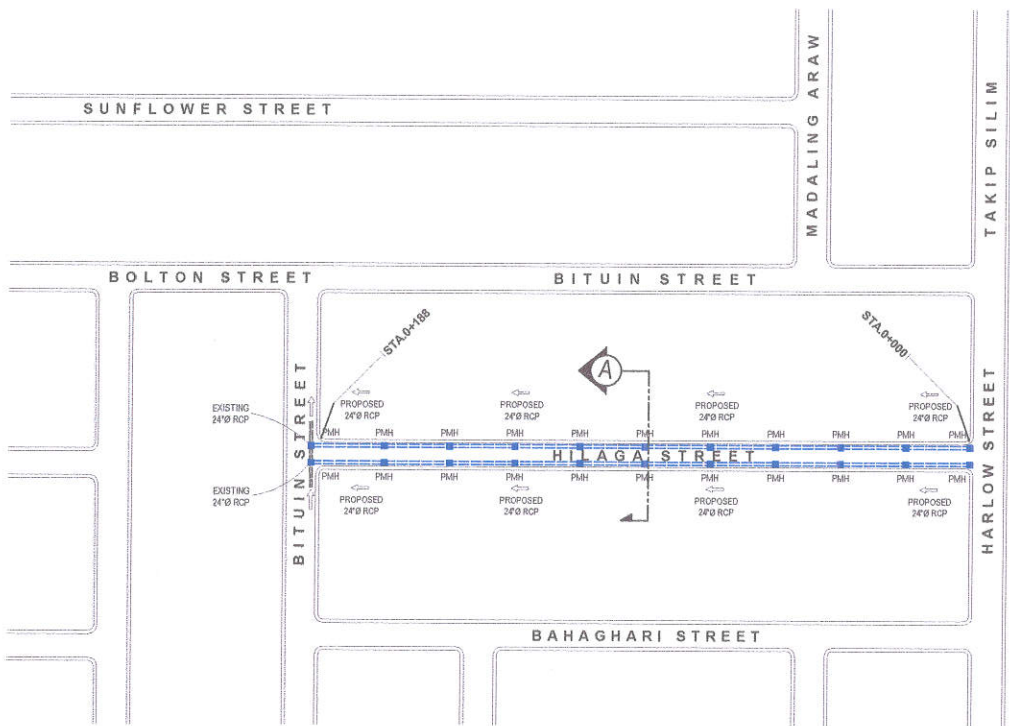 SUNFLOWER STREET
MADALING ARAW
TAKIP SILIM
BOLTON STREET
BITUIN STREET
STA.0+188
STA.0+000
A
EXISTING
24"Ø RCP
PROPOSED
24"Ø RCP
PROPOSED
24"Ø RCP
PROPOSED
24"Ø RCP
PROPOSED
24"Ø RCP
PMH PMH PMH PMH PMH PMH PMH PMH PMH PMH PMH
HILAGA STREET
BITUIN STREET
HARLOW STREET
PMH PMH PMH PMH PMH PMH PMH PMH PMH PMH PMH
EXISTING
24"Ø RCP
PROPOSED
24"Ø RCP
PROPOSED
24"Ø RCP
PROPOSED
24"Ø RCP
PROPOSED
24"Ø RCP
BAHAGHARI STREET